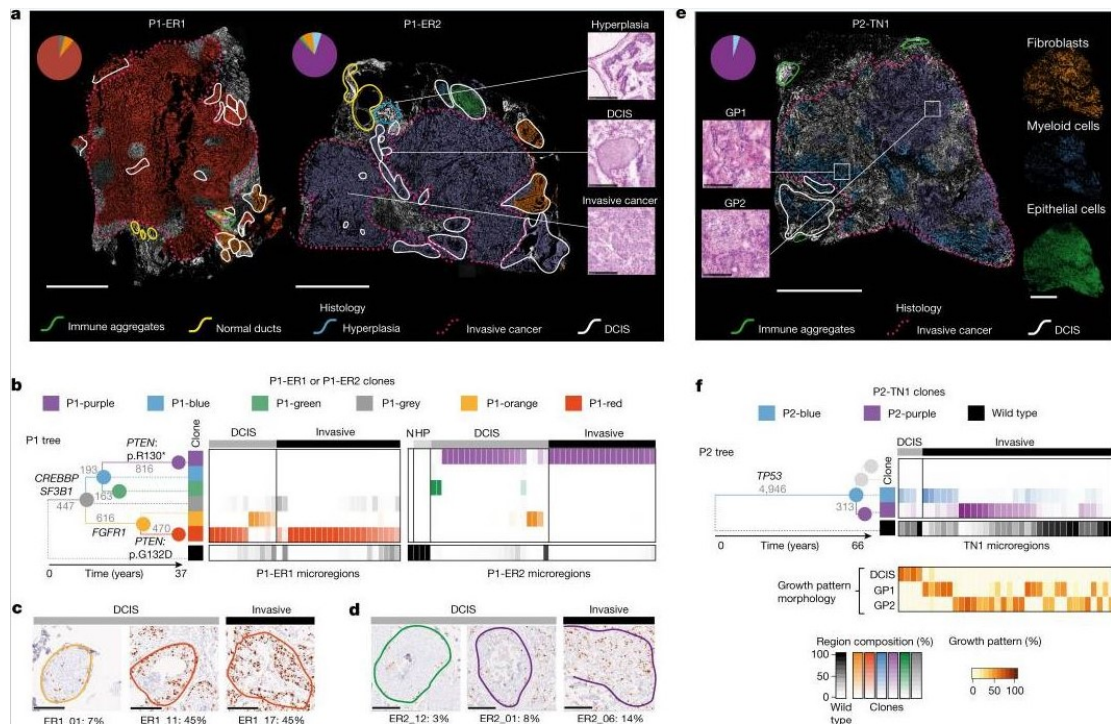 a
P1-ER1
P1-ER2
Hyperplasia
DCIS
Invasive cancer
Histology
Immune aggregates
Normal ducts
Hyperplasia
Invasive cancer
DCIS
e
P2-TN1
Fibroblasts
Myeloid cells
Epithelial cells
GP1
GP2
Histology
Immune aggregates
Invasive cancer
DCIS
b
P1-ER1 or P1-ER2 clones
P1-purple
P1-blue
P1-green
P1-grey
P1-orange
P1-red
P1 tree
Clone
DCIS
Invasive
N HP
DCIS
Invasive
PTEN:
p.R130*
193
816
CREBBP
SF3B1
163
447
616
470
FGFR1
PTEN:
p.G132D
0
Time (years)
37
P1-ER1 microregions
P1-ER2 microregions
c
DCIS
Invasive
ER1_01: 7%
ER1_11: 45%
ER1_17: 45%
d
DCIS
Invasive
ER2_12: 3%
ER2_01: 8%
ER2_06: 14%
f
P2-TN1 clones
P2-blue
P2-purple
Wild type
P2 tree
Clone
DCIS
Invasive
TP53
4,946
313
0
Time (years)
66
TN1 microregions
Growth pattern
morphology
DCIS
GP1
GP2
Region composition (%)
Growth pattern (%)
100
50
0
Wild
type
Clones
0
50
100